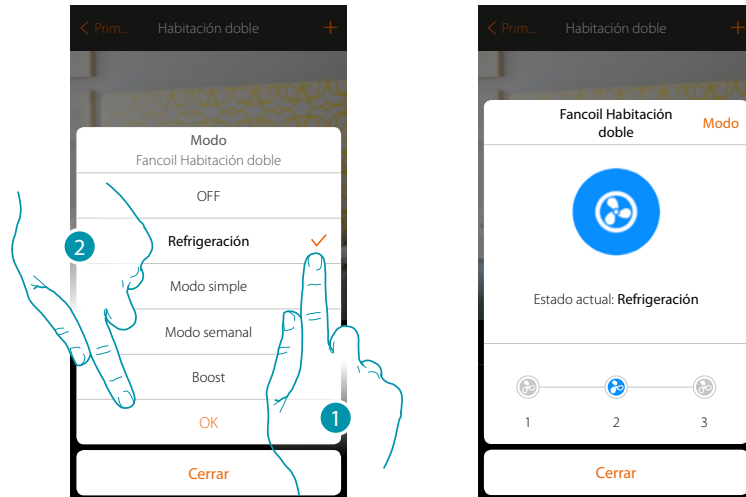 Prim...
Habitación doble
Modo
Fancoil Habitación doble
OFF
Refrigeración
2
Modo simple
Modo semanal
Boost
OK
1
Cerrar
Prim...
Habitación doble
Fancoil Habitación
doble
Modo
Estado actual: Refrigeración
1 2 3
Cerrar